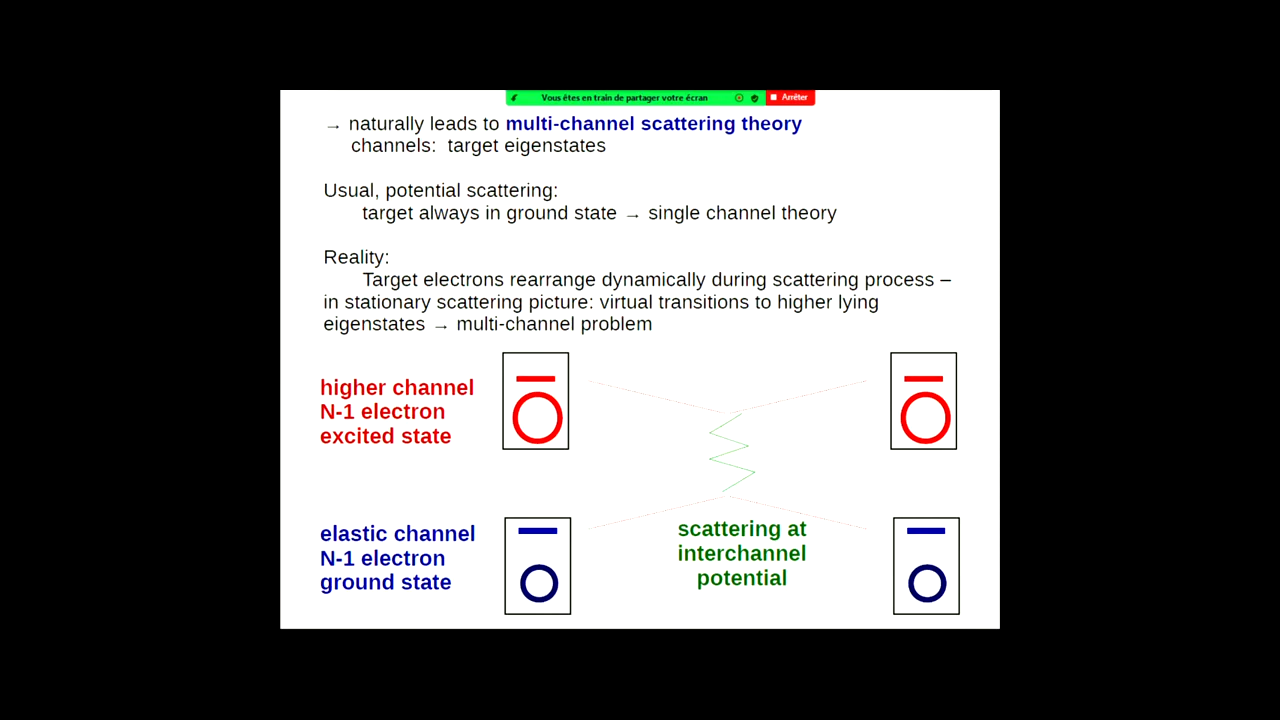 Vous êtes en train de partager votre écran
Arrêter
→ naturally leads to multi-channel scattering theory
channels: target eigenstates
Usual, potential scattering:
target always in ground state → single channel theory
Reality:
Target electrons rearrange dynamically during scattering process –
in stationary scattering picture: virtual transitions to higher lying
eigenstates → multi-channel problem
higher channel
N-1 electron
excited state
elastic channel
N-1 electron
ground state
scattering at
interchannel
potential